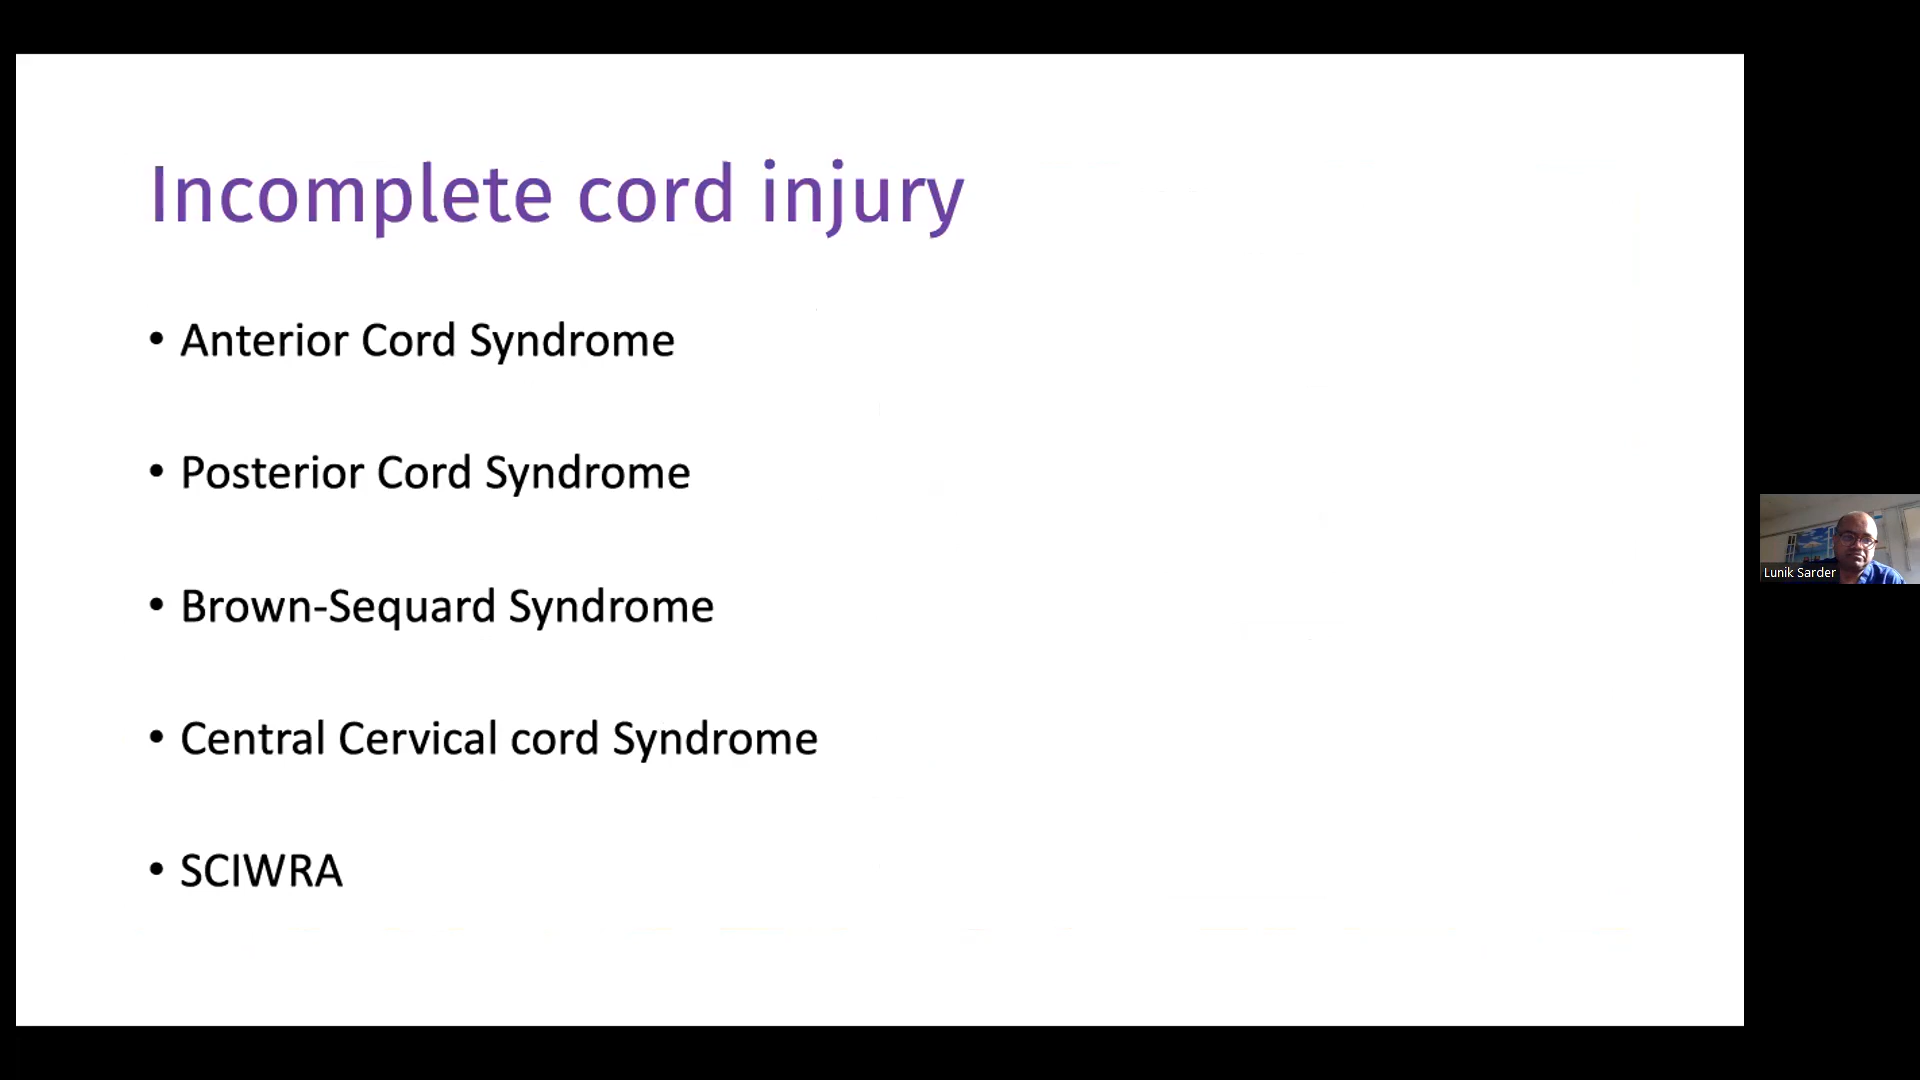 Incomplete cord injury
• Anterior Cord Syndrome
• Posterior Cord Syndrome
• Brown-Sequard Syndrome
• Central Cervical cord Syndrome
• SCIWRA
Lunik Sarder